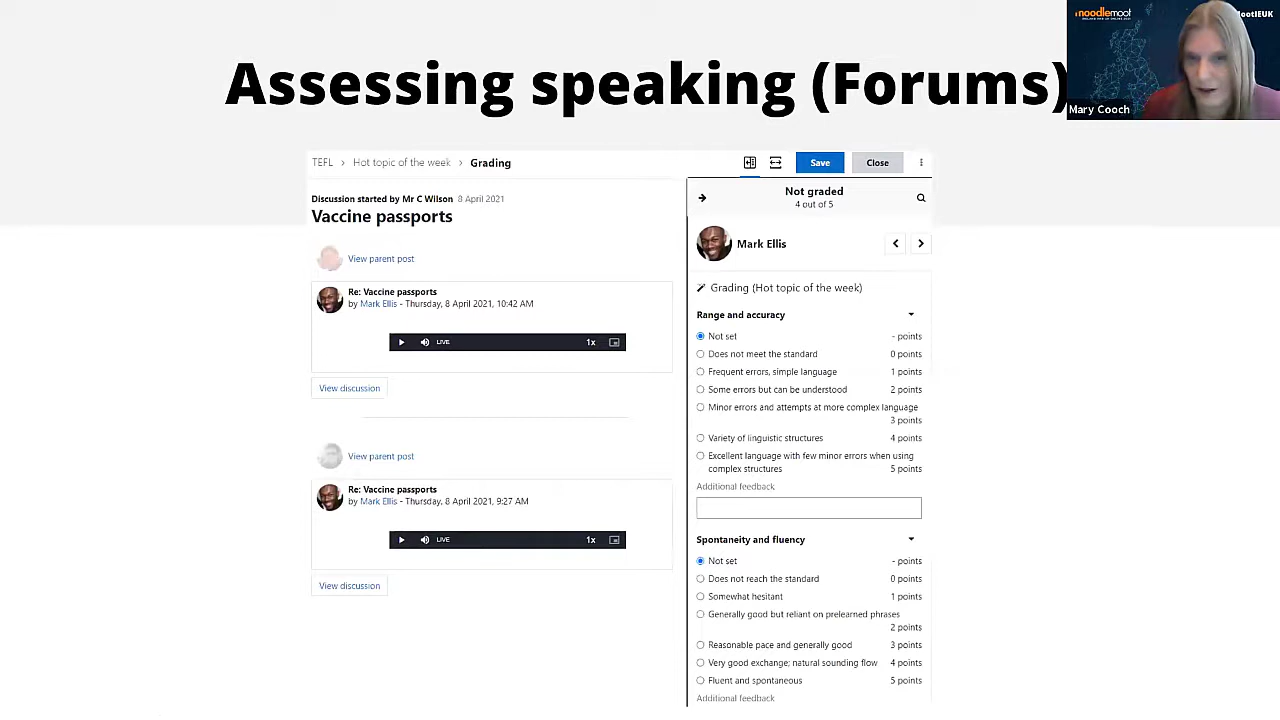 Assessing speaking (Forums)
moodlemoot
MootIEUK
Mary Cooch
TEFL > Hot topic of the week > Grading
Save
Close
Discussion started by Mr C Wilson 8 April 2021
Vaccine passports
View parent post
Re: Vaccine passports
by Mark Ellis - Thursday, 8 April 2021, 10:42 AM
LIVE 1x
View discussion
View parent post
Re: Vaccine passports
by Mark Ellis - Thursday, 8 April 2021, 9:27 AM
LIVE 1x
View discussion
Not graded
4 out of 5
Mark Ellis
Grading (Hot topic of the week)
Range and accuracy
Not set - points
Does not meet the standard 0 points
Frequent errors, simple language 1 points
Some errors but can be understood 2 points
Minor errors and attempts at more complex language
3 points
Variety of linguistic structures 4 points
Excellent language with few minor errors when using
complex structures 5 points
Additional feedback
Spontaneity and fluency
Not set - points
Does not reach the standard 0 points
Somewhat hesitant 1 points
Generally good but reliant on prelearned phrases
2 points
Reasonable pace and generally good 3 points
Very good exchange; natural sounding flow 4 points
Fluent and spontaneous 5 points
Additional feedback